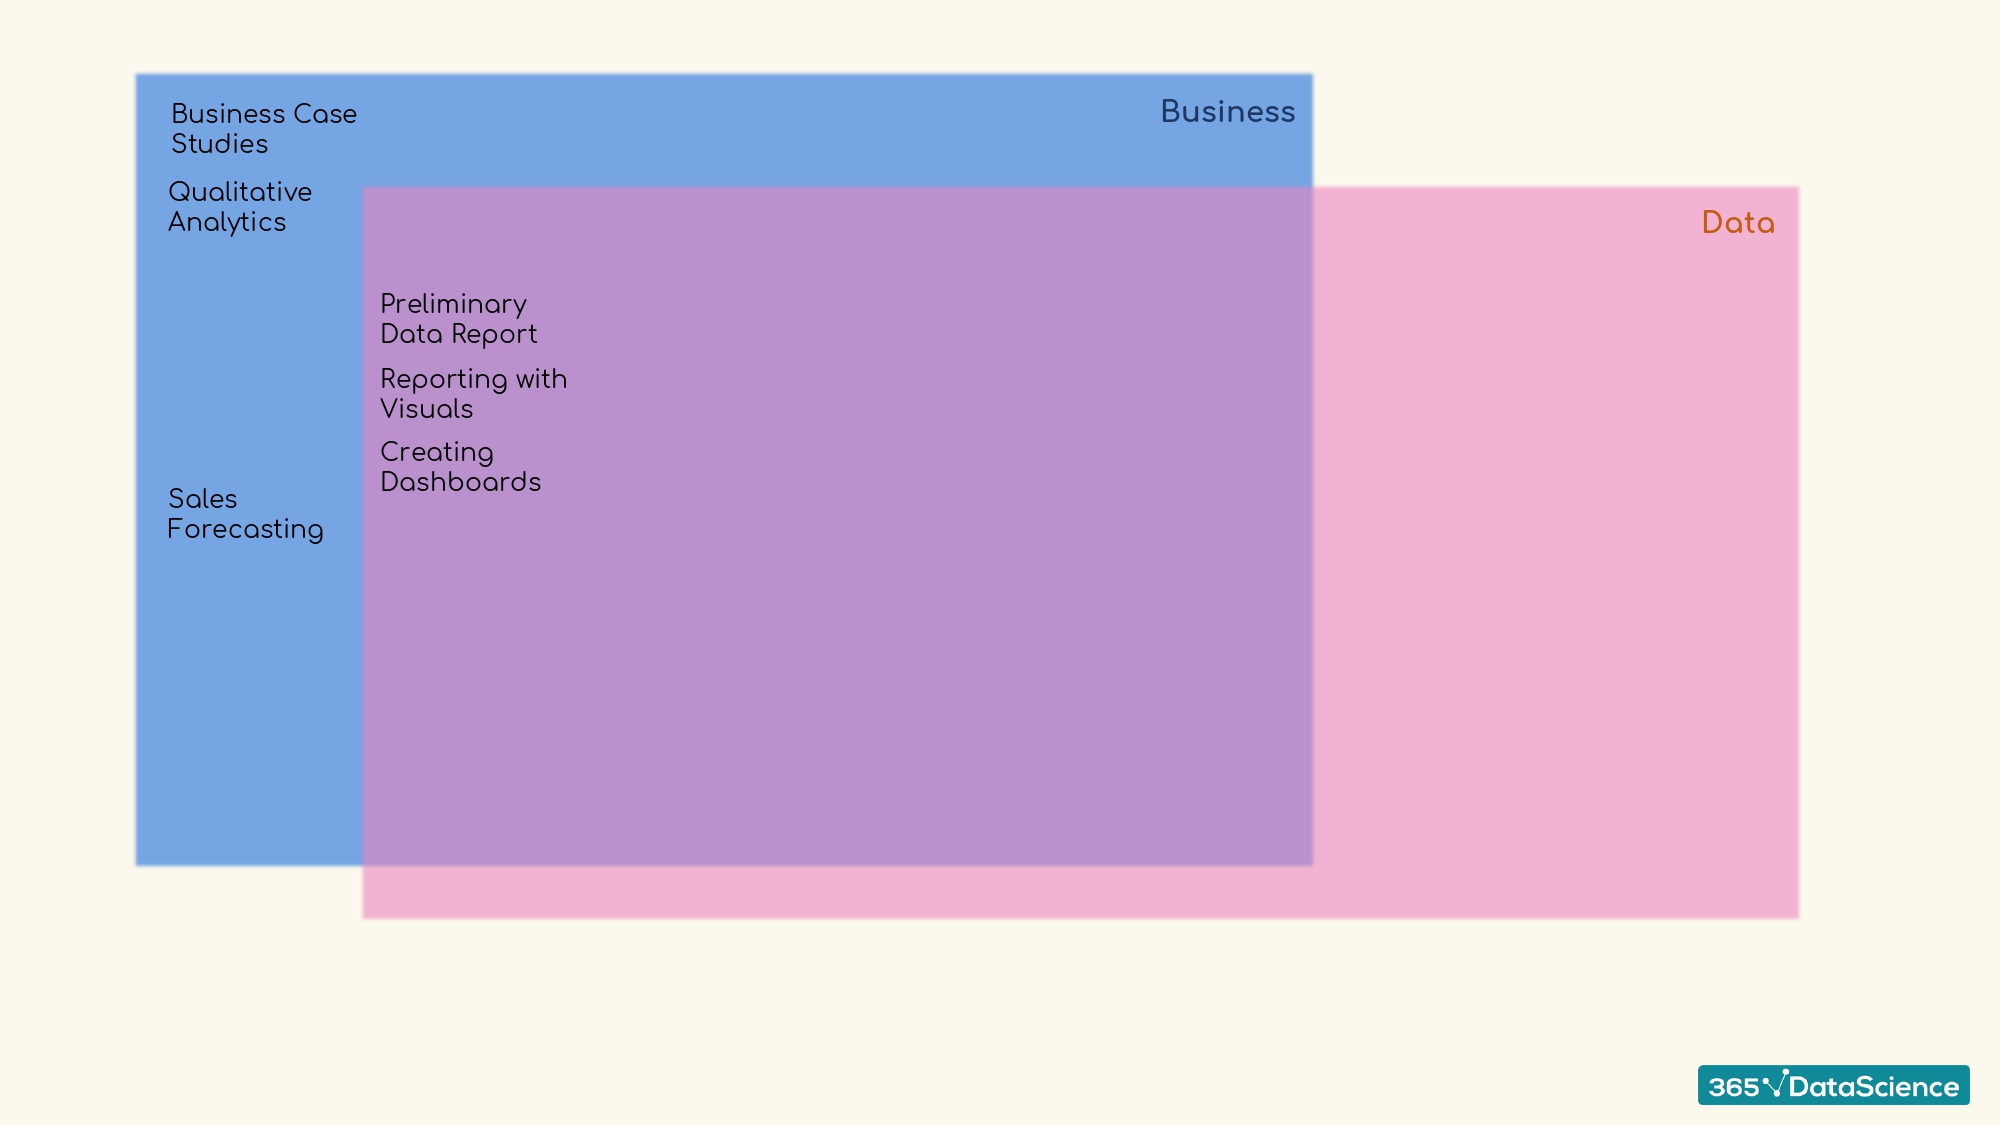 Business Case
Studies
Business
Qualitative
Analytics
Data
Preliminary
Data Report
Reporting with
Visuals
Creating
Dashboards
Sales
Forecasting
365 DataScience